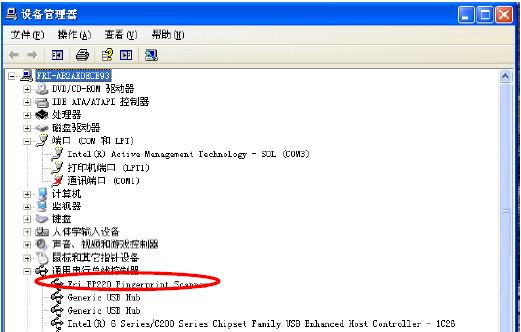 设备管理器
文件(F) 操作(A) 查看(V) 帮助(H)
FRI-AB2AEDECB93
DVD/CD-ROM 驱动器
IDE ATA/ATAPI 控制器
处理器
磁盘驱动器
端口 (COM 和 LPT)
Intel(R) Active Management Technology - SOL (COM3)
打印机端口 (LPT1)
通讯端口 (COM1)
计算机
监视器
键盘
人体学输入设备
声音、视频和游戏控制器
鼠标和其它指针设备
通用串行总线控制器
Fri FP220 Fingerprint Scanner
Generic USB Hub
Generic USB Hub
Intel(R) 6 Series/C200 Series Chipset Family USB Enhanced Host Controller - 1C26